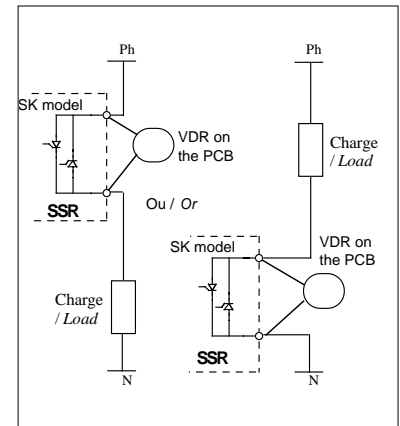 Ph
SK model
VDR on
the PCB
SSR
Ou / Or
Charge
/ Load
N
Ph
Charge
/ Load
SK model
VDR on
the PCB
SSR
N